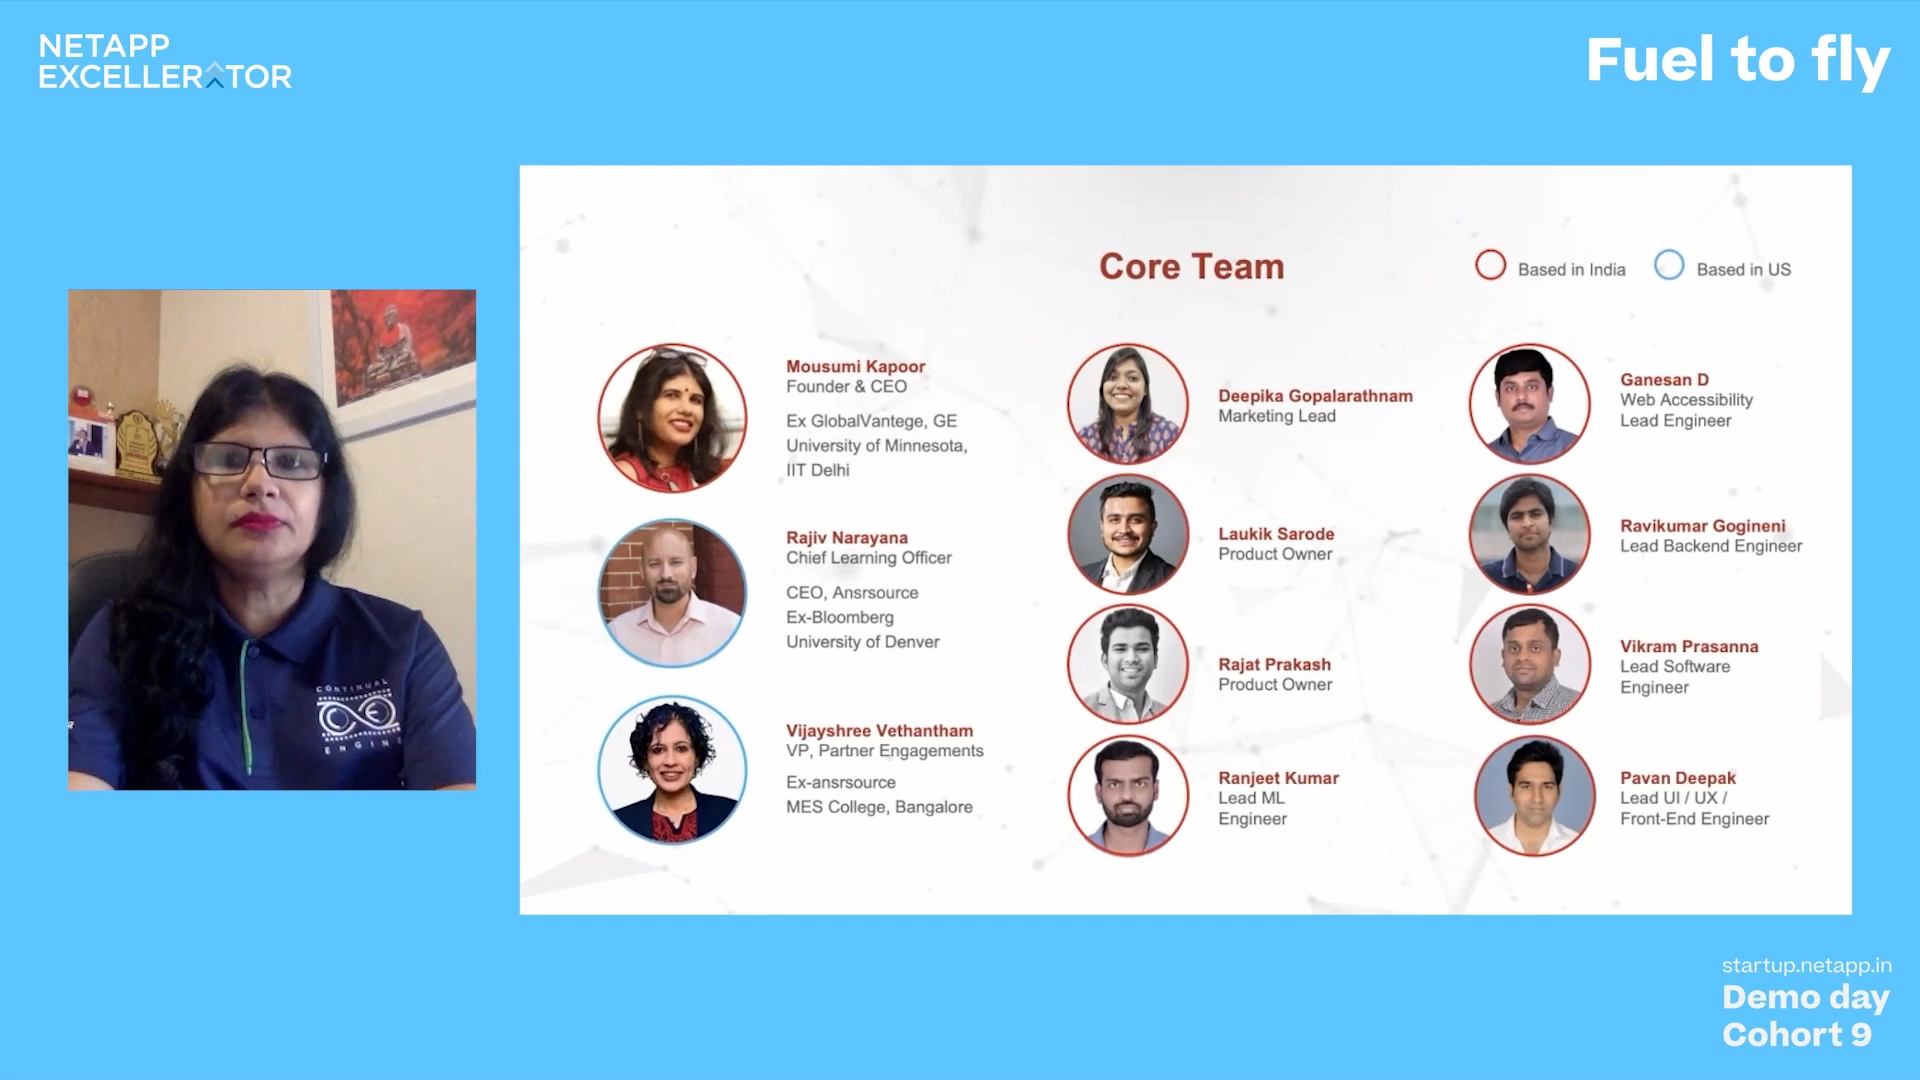 NETAPP
EXCELLERATOR
Fuel to fly
Core Team
Based in India
Based in US
Mousumi Kapoor
Founder & CEO
Ex GlobalVantege, GE
University of Minnesota,
IIT Delhi
Rajiv Narayana
Chief Learning Officer
CEO, Ansrsource
Ex-Bloomberg
University of Denver
Vijayshree Vethantham
VP, Partner Engagements
Ex-ansrsource
MES College, Bangalore
Deepika Gopalarathnam
Marketing Lead
Laukik Sarode
Product Owner
Rajat Prakash
Product Owner
Ranjeet Kumar
Lead ML
Engineer
Ganesan D
Web Accessibility
Lead Engineer
Ravikumar Gogineni
Lead Backend Engineer
Vikram Prasanna
Lead Software
Engineer
Pavan Deepak
Lead UI / UX /
Front-End Engineer
CONTINUAL
CE
ENGINE
startup.netapp.in
Demo day
Cohort 9